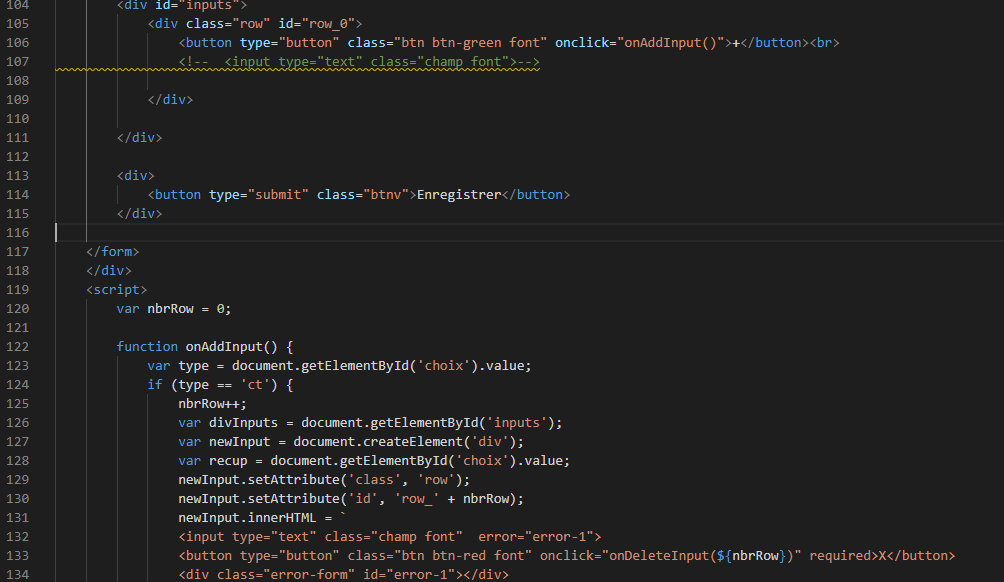 104 <div id="inputs">
105 <div class="row" id="row_0">
106 <button type="button" class="btn btn-green font" onclick="onAddInput()">+</button><br>
107 <!--  <input type="text" class="champ font">-->
108
109 </div>
110
111 </div>
112
113 <div>
114 <button type="submit" class="btnv">Enregistrer</button>
115 </div>
116
117 </form>
118 </div>
119 <script>
120 var nbrRow = 0;
121
122 function onAddInput() {
123 var type = document.getElementById('choix').value;
124 if (type == 'ct') {
125 nbrRow++;
126 var divInputs = document.getElementById('inputs');
127 var newInput = document.createElement('div');
128 var recup = document.getElementById('choix').value;
129 newInput.setAttribute('class', 'row');
130 newInput.setAttribute('id', 'row_' + nbrRow);
131 newInput.innerHTML = `
132 <input type="text" class="champ font"  error="error-1">
133 <button type="button" class="btn btn-red font" onclick="onDeleteInput(${nbrRow})" required>X</button>
134 <div class="error-form" id="error-1"></div>